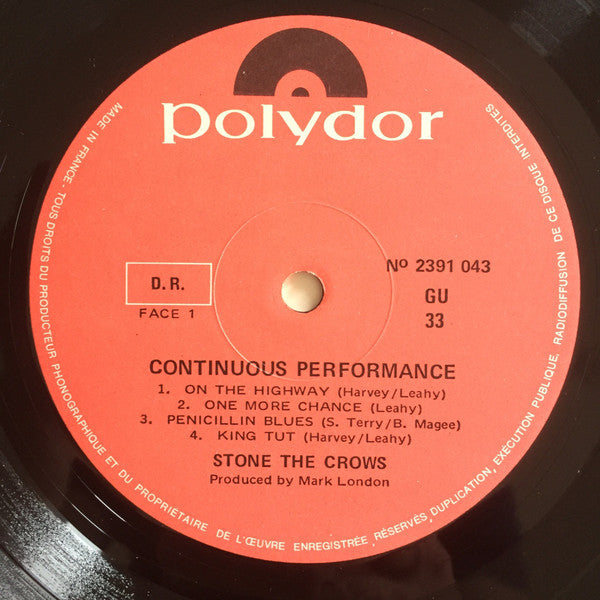 polydor
D.R.
FACE 1
Nº 2391 043
GU
33
CONTINUOUS PERFORMANCE
1. ON THE HIGHWAY (Harvey/Leahy)
2. ONE MORE CHANCE (Leahy)
3. PENICILLIN BLUES (S. Terry/B. Magee)
4. KING TUT (Harvey/Leahy)
STONE THE CROWS
Produced by Mark London
MADE IN FRANCE · TOUS DROITS DU PRODUCTEUR PHONOGRAPHIQUE ET DU PROPRIETAIRE DE L'ŒUVRE ENREGISTRÉE, RÉSERVÉS, DUPLICATION, EXÉCUTION PUBLIQUE, RADIODIFFUSION DE CE DISQUE INTERDITES